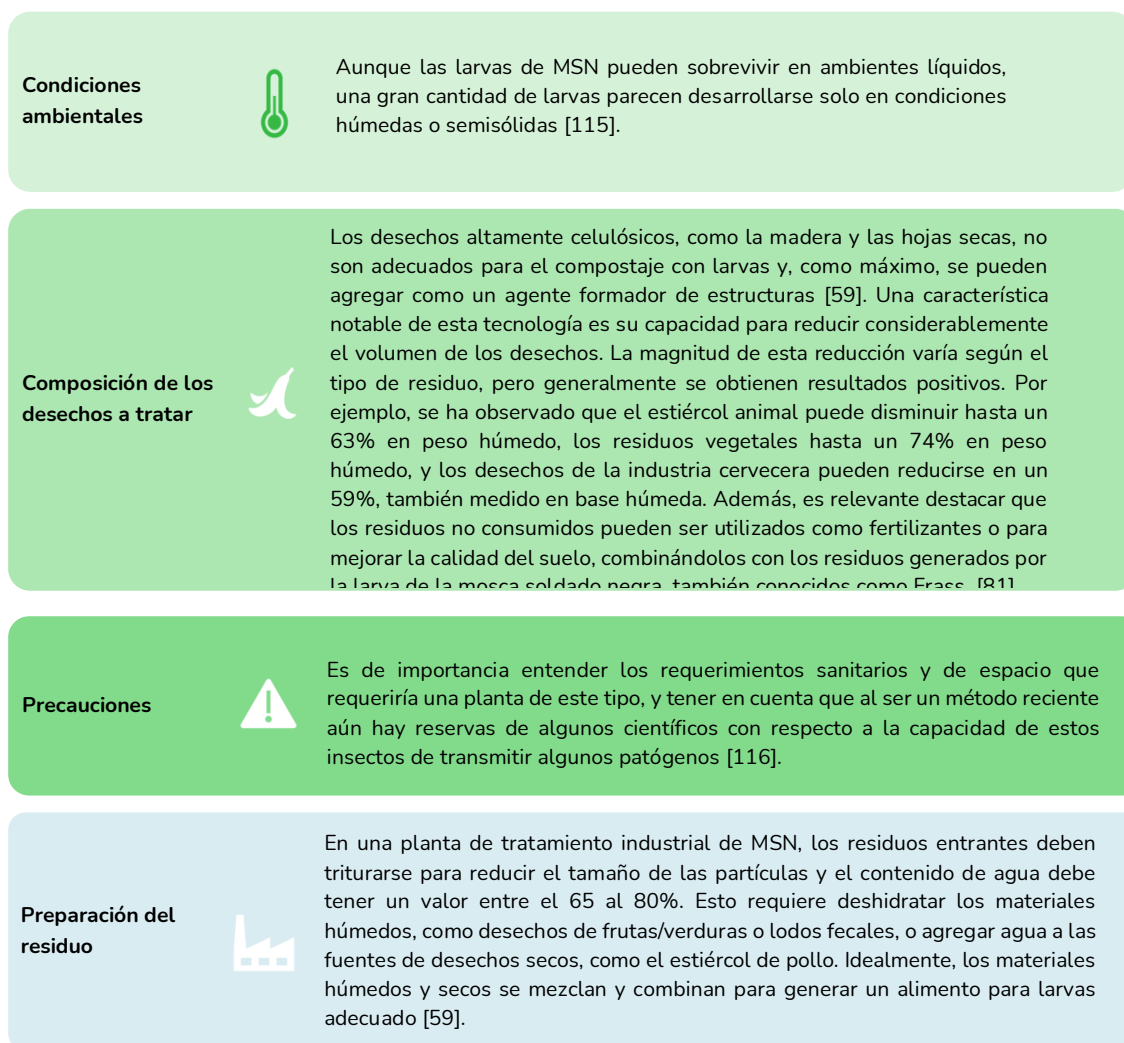 Condiciones
ambientales
Aunque las larvas de MSN pueden sobrevivir en ambientes líquidos,
una gran cantidad de larvas parecen desarrollarse solo en condiciones
húmedas o semisólidas [115].
Composición de los
desechos a tratar
Los desechos altamente celulósicos, como la madera y las hojas secas, no
son adecuados para el compostaje con larvas y, como máximo, se pueden
agregar como un agente formador de estructuras [59]. Una característica
notable de esta tecnología es su capacidad para reducir considerablemente
el volumen de los desechos. La magnitud de esta reducción varía según el
tipo de residuo, pero generalmente se obtienen resultados positivos. Por
ejemplo, se ha observado que el estiércol animal puede disminuir hasta un
63% en peso húmedo, los residuos vegetales hasta un 74% en peso
húmedo, y los desechos de la industria cervecera pueden reducirse en un
59%, también medido en base húmeda. Además, es relevante destacar que
los residuos no consumidos pueden ser utilizados como fertilizantes o para
mejorar la calidad del suelo, combinándolos con los residuos generados por
la larva de la mosca soldado negra, también conocidos como Frass. [81]
Precauciones
Es de importancia entender los requerimientos sanitarios y de espacio que
requeriría una planta de este tipo, y tener en cuenta que al ser un método reciente
aún hay reservas de algunos científicos con respecto a la capacidad de estos
insectos de transmitir algunos patógenos [116].
Preparación del
residuo
En una planta de tratamiento industrial de MSN, los residuos entrantes deben
triturarse para reducir el tamaño de las partículas y el contenido de agua debe
tener un valor entre el 65 al 80%. Esto requiere deshidratar los materiales
húmedos, como desechos de frutas/verduras o lodos fecales, o agregar agua a las
fuentes de desechos secos, como el estiércol de pollo. Idealmente, los materiales
húmedos y secos se mezclan y combinan para generar un alimento para larvas
adecuado [59].